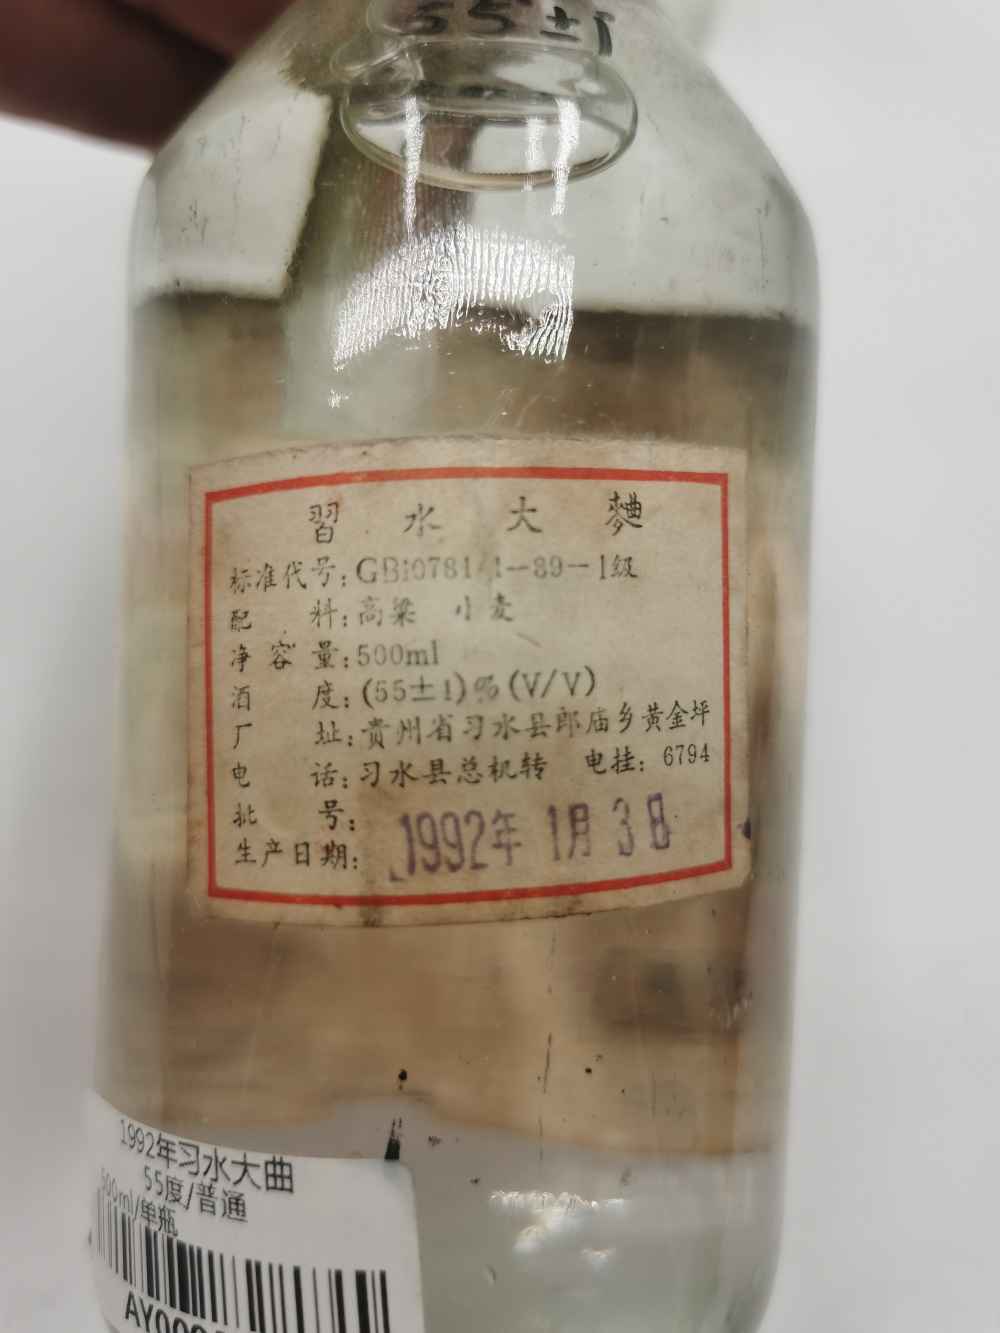 55±1
習水大麯
标准代号:GB10781·1-89-1级
配料:高粱 小麦
净容量:500ml
酒度:(55±1)%(V/V)
厂址:贵州省习水县郎庙乡黄金坪
电话:习水县总机转 电挂:6794
批号:
生产日期:1992年1月3日
1992年习水大曲
55度/普通
500ml/单瓶